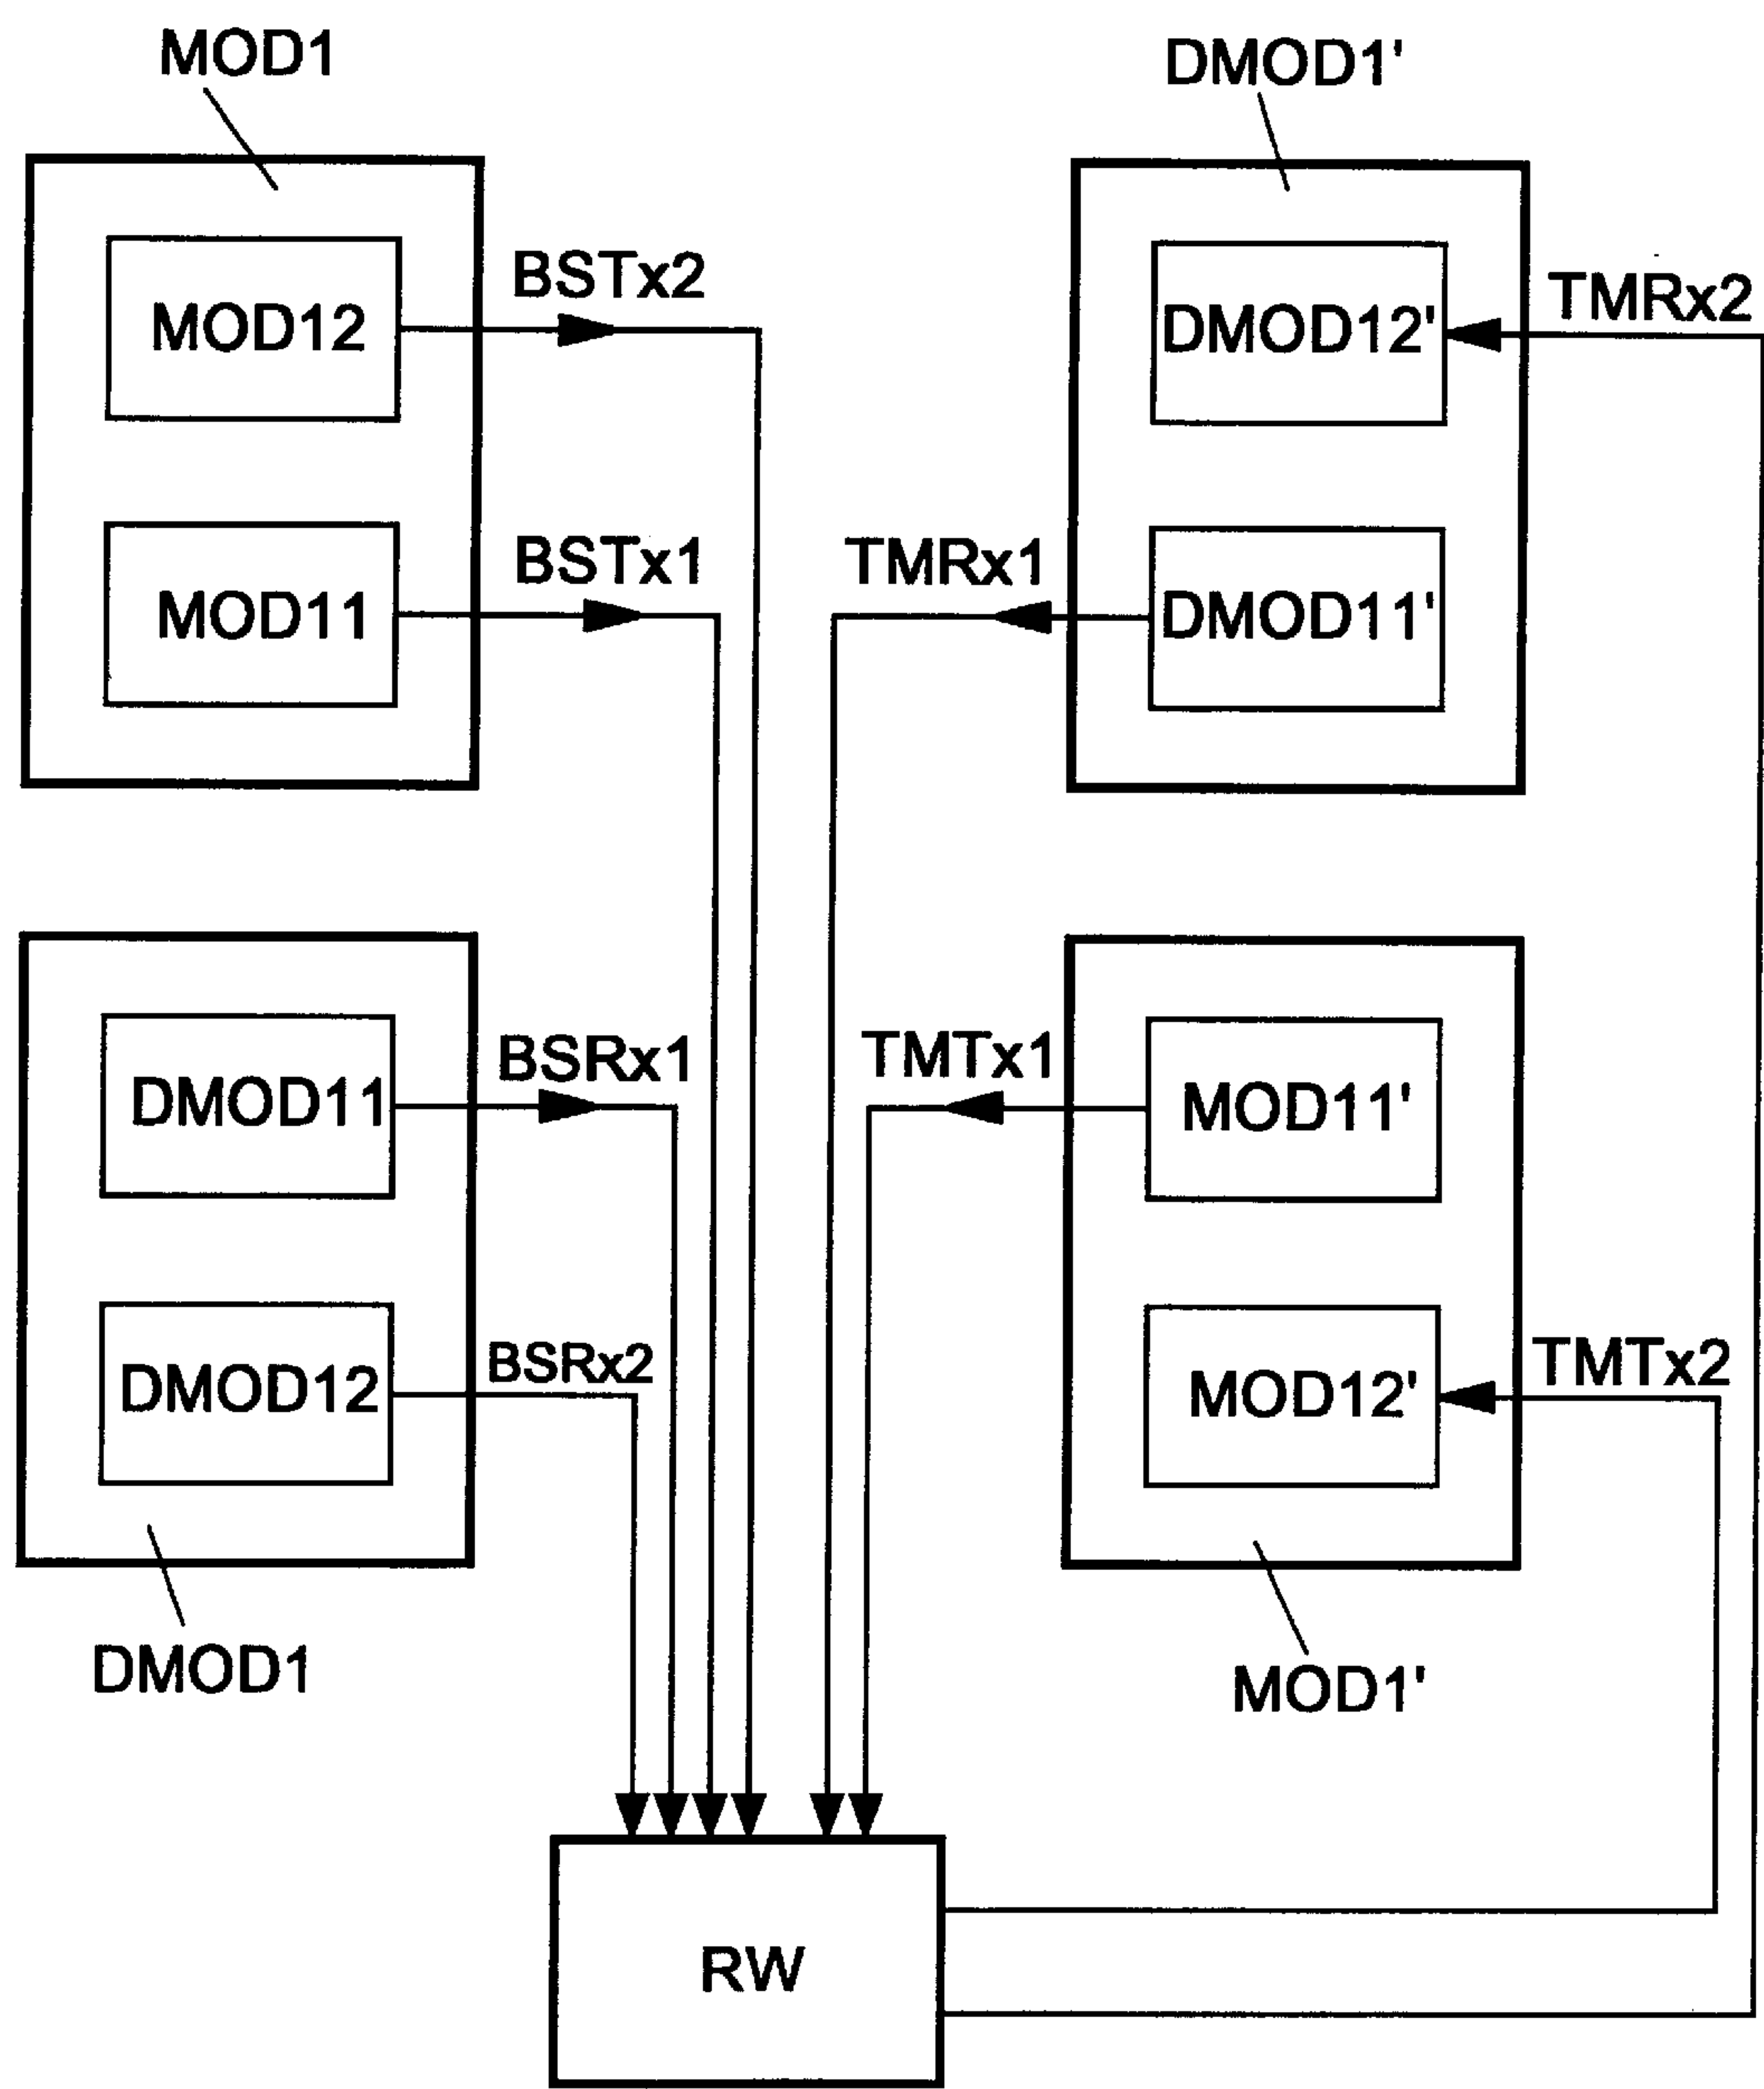 MOD1
DMOD1'
MOD12
BSTx2
DMOD12'
TMRx2
MOD11
BSTx1
TMRx1
DMOD11'
DMOD11
BSRx1
TMTx1
MOD11'
DMOD12
BSRx2
MOD12'
TMTx2
DMOD1
MOD1'
RW